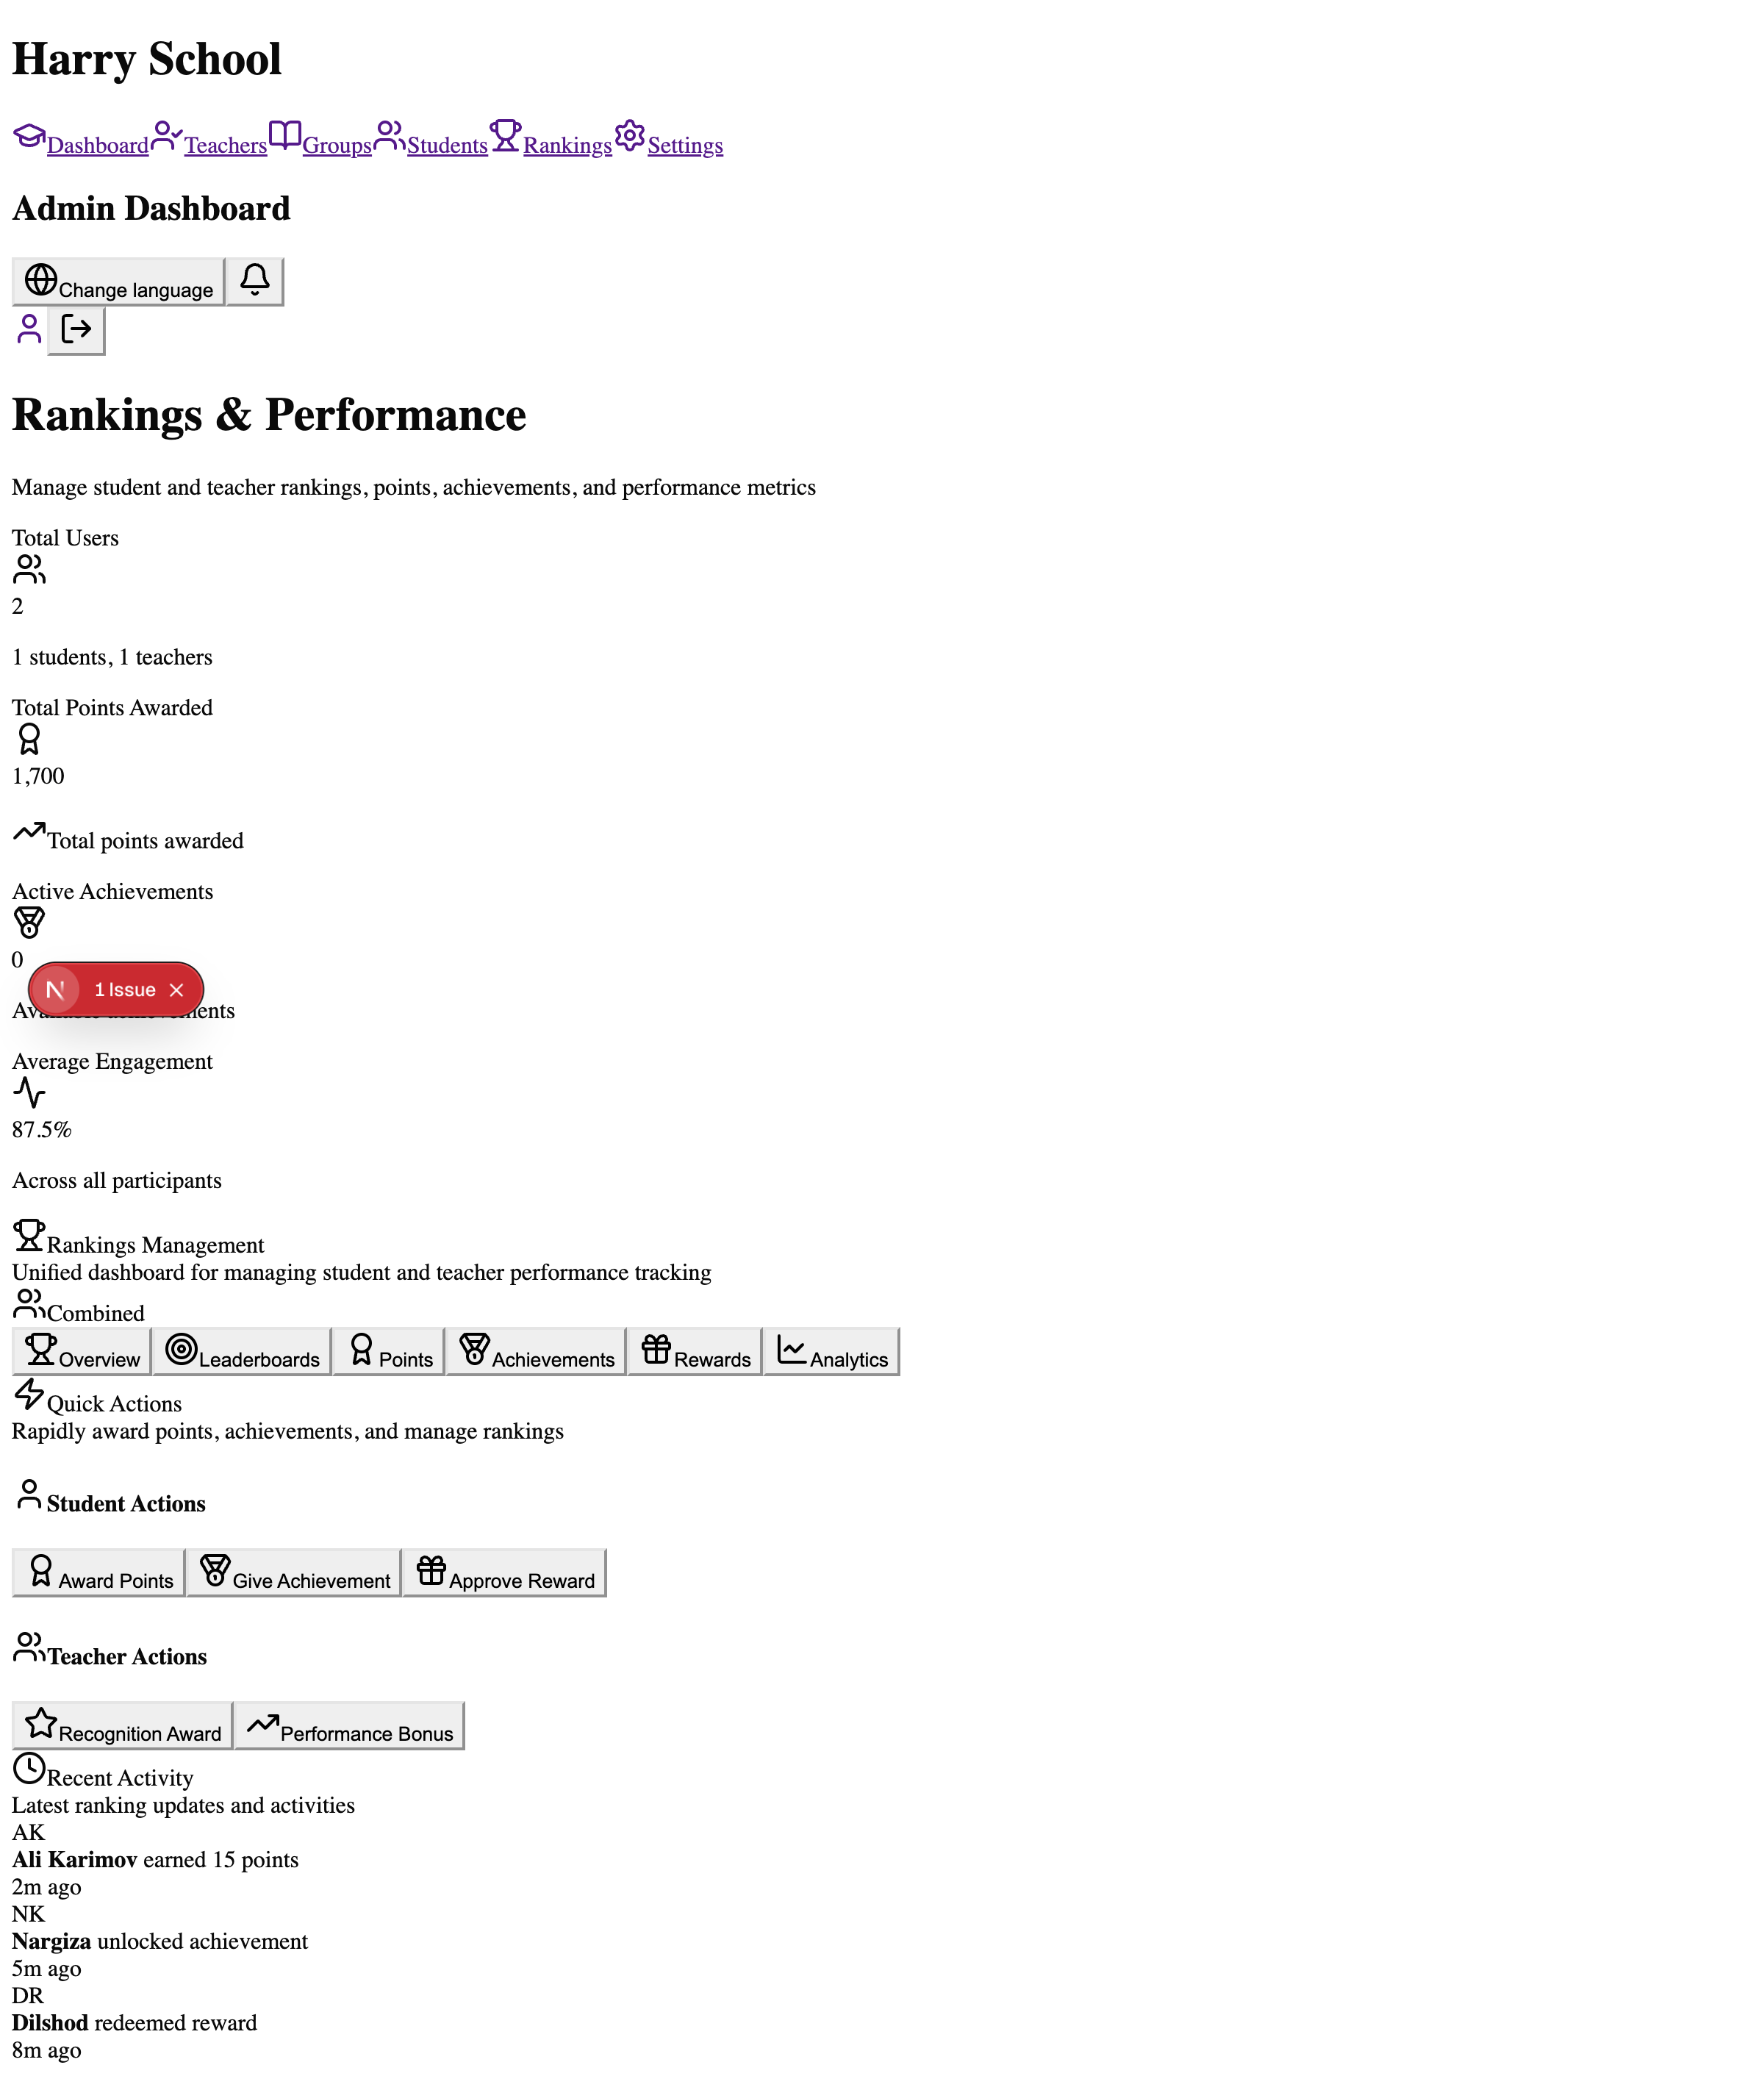 Harry School
Dashboard Teachers Groups Students Rankings Settings
Admin Dashboard
Change language
Rankings & Performance
Manage student and teacher rankings, points, achievements, and performance metrics
Total Users
2
1 students, 1 teachers
Total Points Awarded
1,700
Total points awarded
Active Achievements
0
N 1 Issue
Average Engagement
87.5%
Across all participants
Rankings Management
Unified dashboard for managing student and teacher performance tracking
Combined
Overview Leaderboards Points Achievements Rewards Analytics
Quick Actions
Rapidly award points, achievements, and manage rankings
Student Actions
Award Points Give Achievement Approve Reward
Teacher Actions
Recognition Award Performance Bonus
Recent Activity
Latest ranking updates and activities
AK
Ali Karimov earned 15 points
2m ago
NK
Nargiza unlocked achievement
5m ago
DR
Dilshod redeemed reward
8m ago